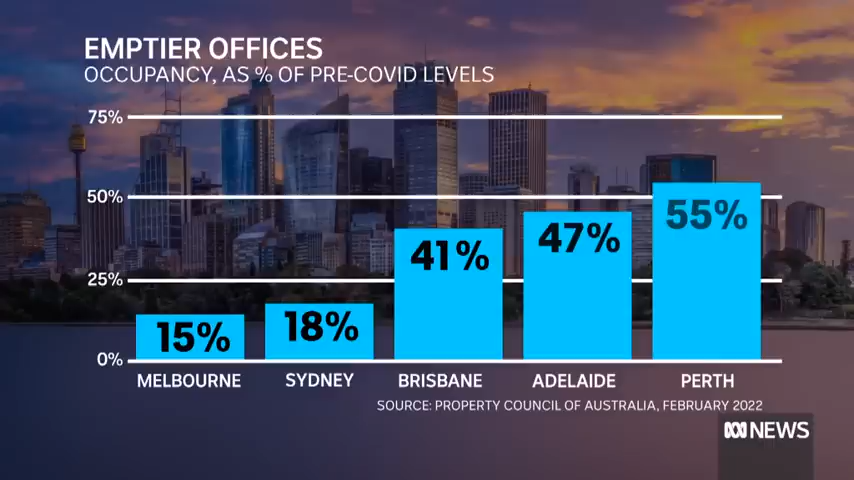 EMPTIER OFFICES
OCCUPANCY, AS % OF PRE-COVID LEVELS
75%
50%
25%
0%
15%
18%
41%
47%
55%
MELBOURNE
SYDNEY
BRISBANE
ADELAIDE
PERTH
SOURCE: PROPERTY COUNCIL OF AUSTRALIA, FEBRUARY 2022
NEWS